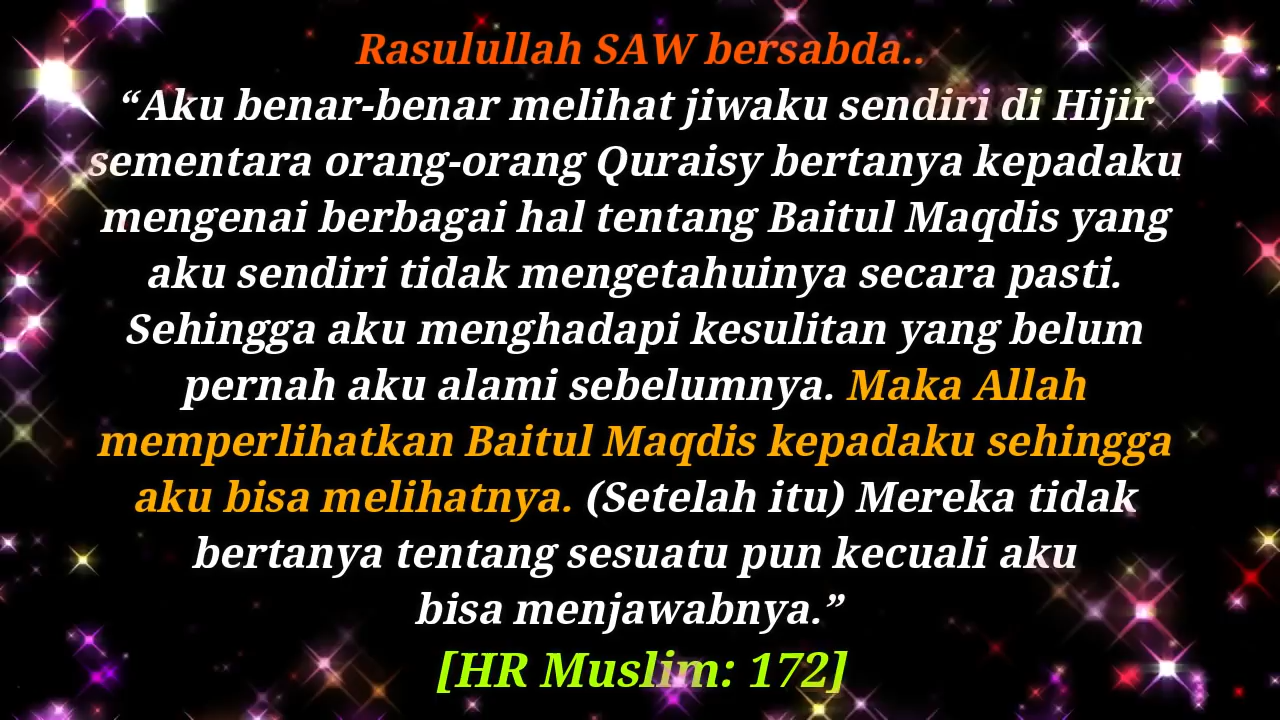 Rasulullah SAW bersabda..
“Aku benar-benar melihat jiwaku sendiri di Hijir
sementara orang-orang Quraisy bertanya kepadaku
mengenai berbagai hal tentang Baitul Maqdis yang
aku sendiri tidak mengetahuinya secara pasti.
Sehingga aku menghadapi kesulitan yang belum
pernah aku alami sebelumnya. Maka Allah
memperlihatkan Baitul Maqdis kepadaku sehingga
aku bisa melihatnya. (Setelah itu) Mereka tidak
bertanya tentang sesuatu pun kecuali aku
bisa menjawabnya.”
[HR Muslim: 172]